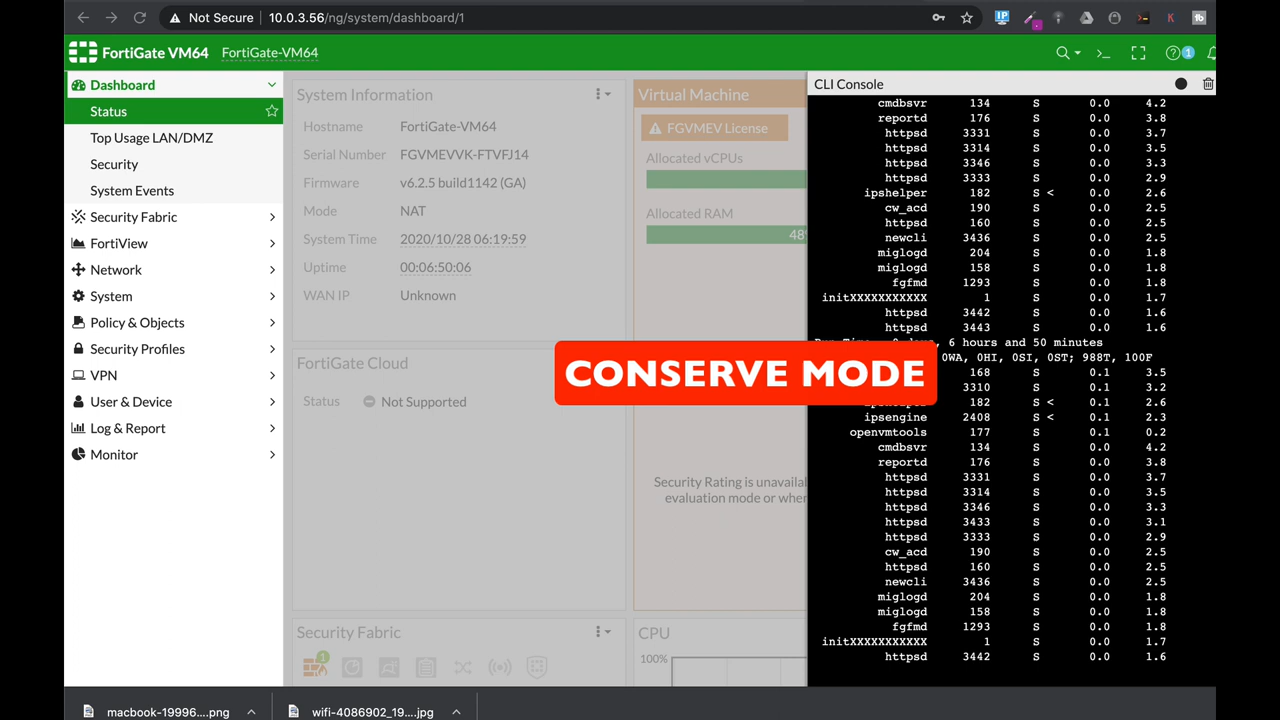 Not Secure 10.0.3.56/ng/system/dashboard/1
FortiGate VM64 FortiGate-VM64
1
Dashboard
Status
Top Usage LAN/DMZ
Security
System Events
Security Fabric
FortiView
Network
System
Policy & Objects
Security Profiles
VPN
User & Device
Log & Report
Monitor
System Information
Hostname FortiGate-VM64
Serial Number FGVMEVVK-FTVFJ14
Firmware v6.2.5 build1142 (GA)
Mode NAT
System Time 2020/10/28 06:19:59
Uptime 00:06:50:06
WAN IP Unknown
Virtual Machine
FGVMEV License
Allocated vCPUs
Allocated RAM
FortiGate Cloud
Status Not Supported
Security Rating is
evaluation mode or
Security Fabric
1
CPU
100%
CONSERVE MODE
CLI Console
cmdbsvr 134 S 0.0 4.2
reportd 176 S 0.0 3.8
httpsd 3331 S 0.0 3.7
httpsd 3314 S 0.0 3.5
httpsd 3346 S 0.0 3.3
httpsd 3333 S 0.0 2.9
ipshelper 182 S < 0.0 2.6
cw_acd 190 S 0.0 2.5
httpsd 160 S 0.0 2.5
newcli 3436 S 0.0 2.5
miglogd 204 S 0.0 1.8
miglogd 158 S 0.0 1.8
fgfmd 1293 S 0.0 1.8
initXXXXXXXXXXX 1 S 0.0 1.7
httpsd 3442 S 0.0 1.6
httpsd 3443 S 0.0 1.6
6 hours and 50 minutes
0WA, 0HI, 0SI, 0ST; 988T, 100F
168 S 0.1 3.5
3310 S 0.1 3.2
182 S < 0.1 2.6
ipsengine 2408 S < 0.1 2.3
openvmtools 177 S 0.1 0.2
cmdbsvr 134 S 0.0 4.2
reportd 176 S 0.0 3.8
httpsd 3331 S 0.0 3.7
httpsd 3314 S 0.0 3.5
httpsd 3346 S 0.0 3.3
httpsd 3433 S 0.0 3.1
httpsd 3333 S 0.0 2.9
cw_acd 190 S 0.0 2.5
httpsd 160 S 0.0 2.5
newcli 3436 S 0.0 2.5
miglogd 204 S 0.0 1.8
miglogd 158 S 0.0 1.8
fgfmd 1293 S 0.0 1.8
initXXXXXXXXXXX 1 S 0.0 1.7
httpsd 3442 S 0.0 1.6
macbook-19996....png
wifi-4086902_19....jpg